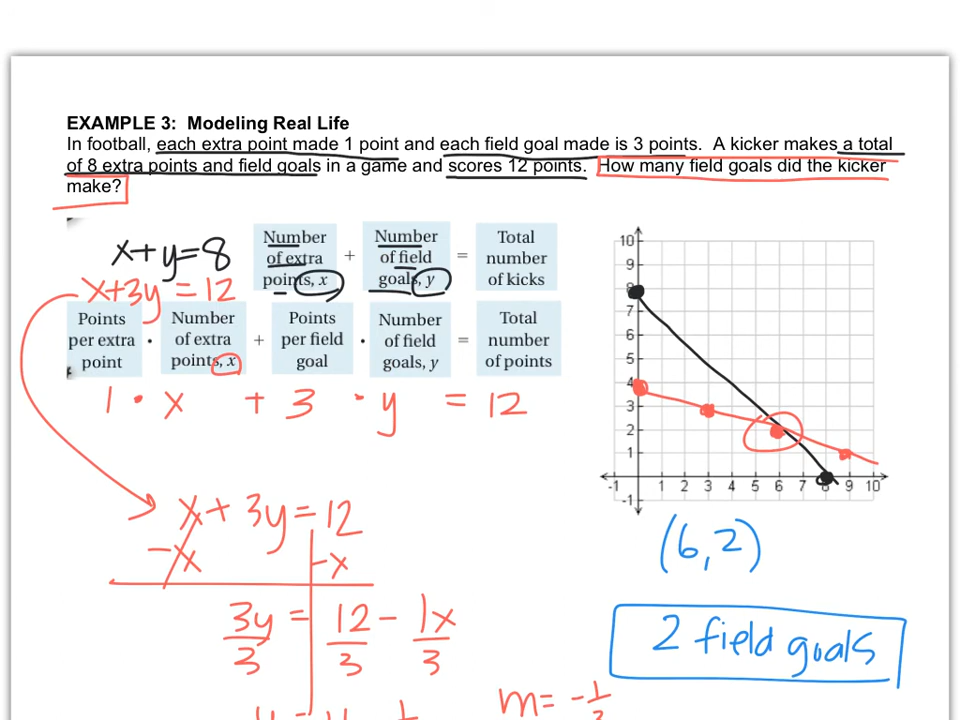 EXAMPLE 3: Modeling Real Life
In football, each extra point made 1 point and each field goal made is 3 points. A kicker makes a total
of 8 extra points and field goals in a game and scores 12 points. How many field goals did the kicker
make?
x+y=8
x+3y=12
Number of extra points, x + Number of field goals, y = Total number of kicks
Points per extra point · Number of extra points, x + Points per field goal · Number of field goals, y = Total number of points
1 · x + 3 · y = 12
x + 3y = 12
-x -x
3y = 12 - 1x
3 3 3
m= -1
10
9
8
7
6
5
4
3
2
1
-1 1 2 3 4 5 6 7 8 9 10
-1
(6,2)
2 field goals